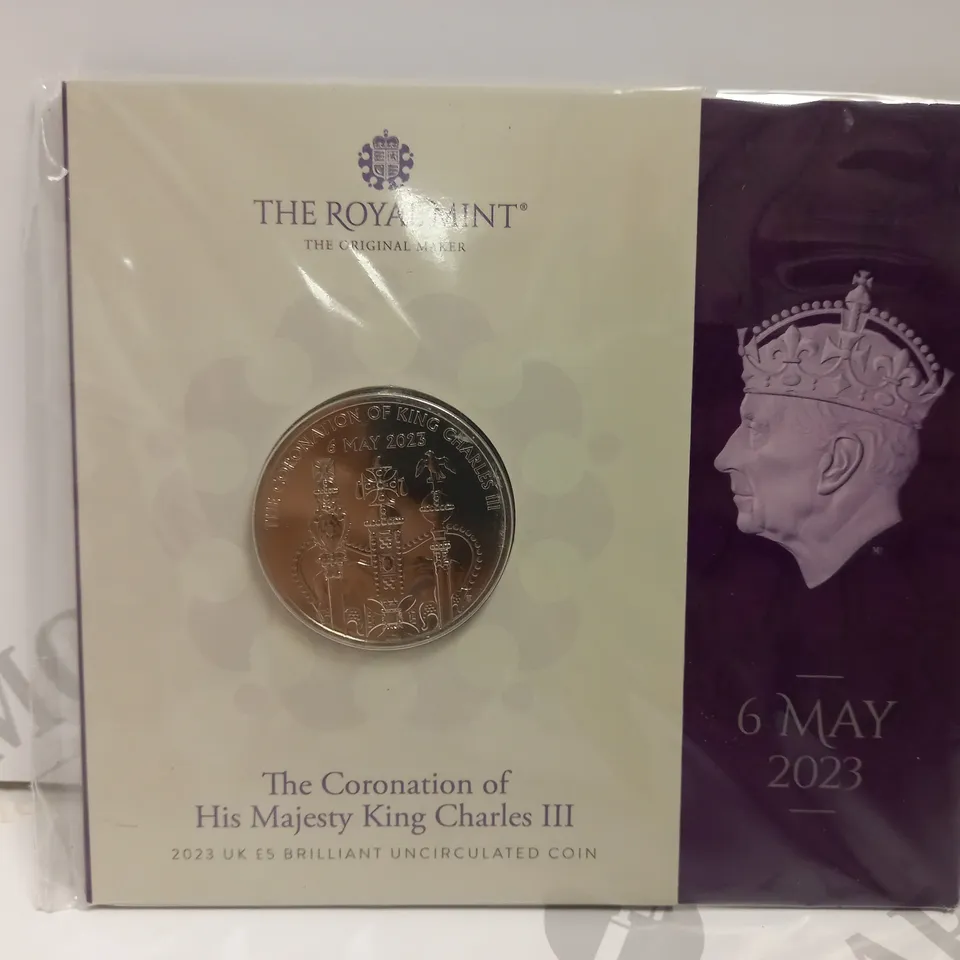 THE ROYAL MINT®
THE ORIGINAL MAKER
THE CORONATION OF KING CHARLES III
6 MAY 2023
The Coronation of
His Majesty King Charles III
2023 UK £5 BRILLIANT UNCIRCULATED COIN
6 MAY
2023